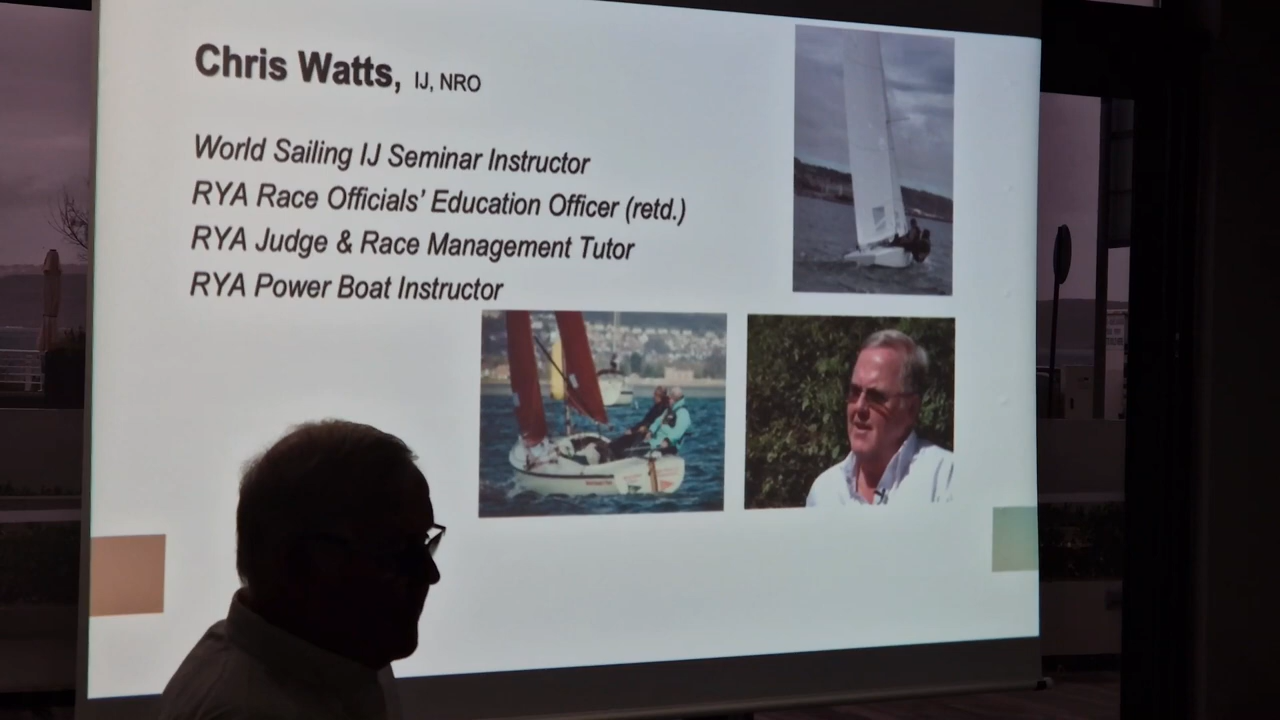 Chris Watts, IJ, NRO
World Sailing IJ Seminar Instructor
RYA Race Officials' Education Officer (retd.)
RYA Judge & Race Management Tutor
RYA Power Boat Instructor